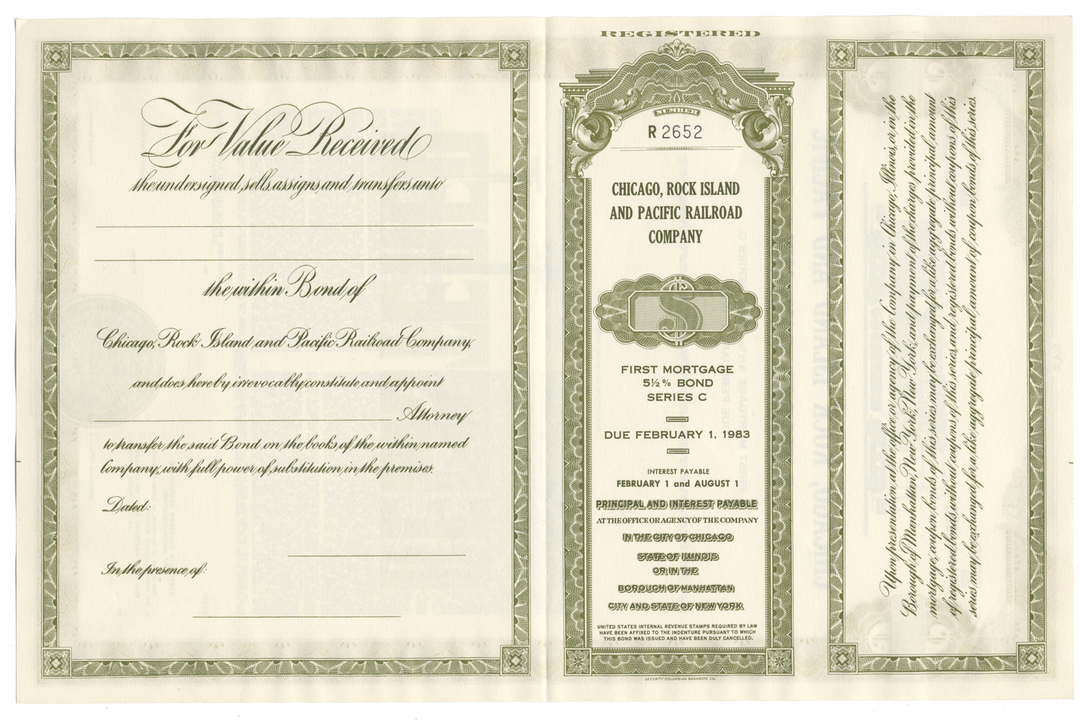 For Value Received
the undersigned, sells, assigns, and transfers unto
the within Bond of
Chicago, Rock Island and Pacific Railroad Company,
and does, hereby irrevocably constitute and appoint
Attorney
to transfer the said Bond on the books of the within named
Company, with full power of substitution in the premises.
Dated:
In the presence of:
REGISTERED
NUMBER
R 2652
CHICAGO, ROCK ISLAND
AND PACIFIC RAILROAD
COMPANY
FIRST MORTGAGE
5½% BOND
SERIES C
DUE FEBRUARY 1, 1983
INTEREST PAYABLE
FEBRUARY 1 and AUGUST 1
PRINCIPAL AND INTEREST PAYABLE
AT THE OFFICE OR AGENCY OF THE COMPANY
IN THE CITY OF CHICAGO
STATE OF ILLINOIS
OR IN THE
BOROUGH OF MANHATTAN,
CITY AND STATE OF NEW YORK.
UNITED STATES INTERNAL REVENUE STAMPS REQUIRED BY LAW
HAVE BEEN AFFIXED TO THE INDENTURE PURSUANT TO WHICH
THIS BOND WAS ISSUED AND HAVE BEEN DULY CANCELLED.
SECURITY-COLUMBIAN BANKNOTE CO.
Upon presentation at the office or agency of the Company in Chicago, Illinois, or in the
Borough of Manhattan, New York, New York, and payment of the charges provided in the
mortgage, coupon bonds of this series may be exchanged for a like aggregate principal amount
of registered bonds without coupons of this series, and registered bonds without coupons of this
series may be exchanged for a like aggregate principal amount of coupon bonds of this series.